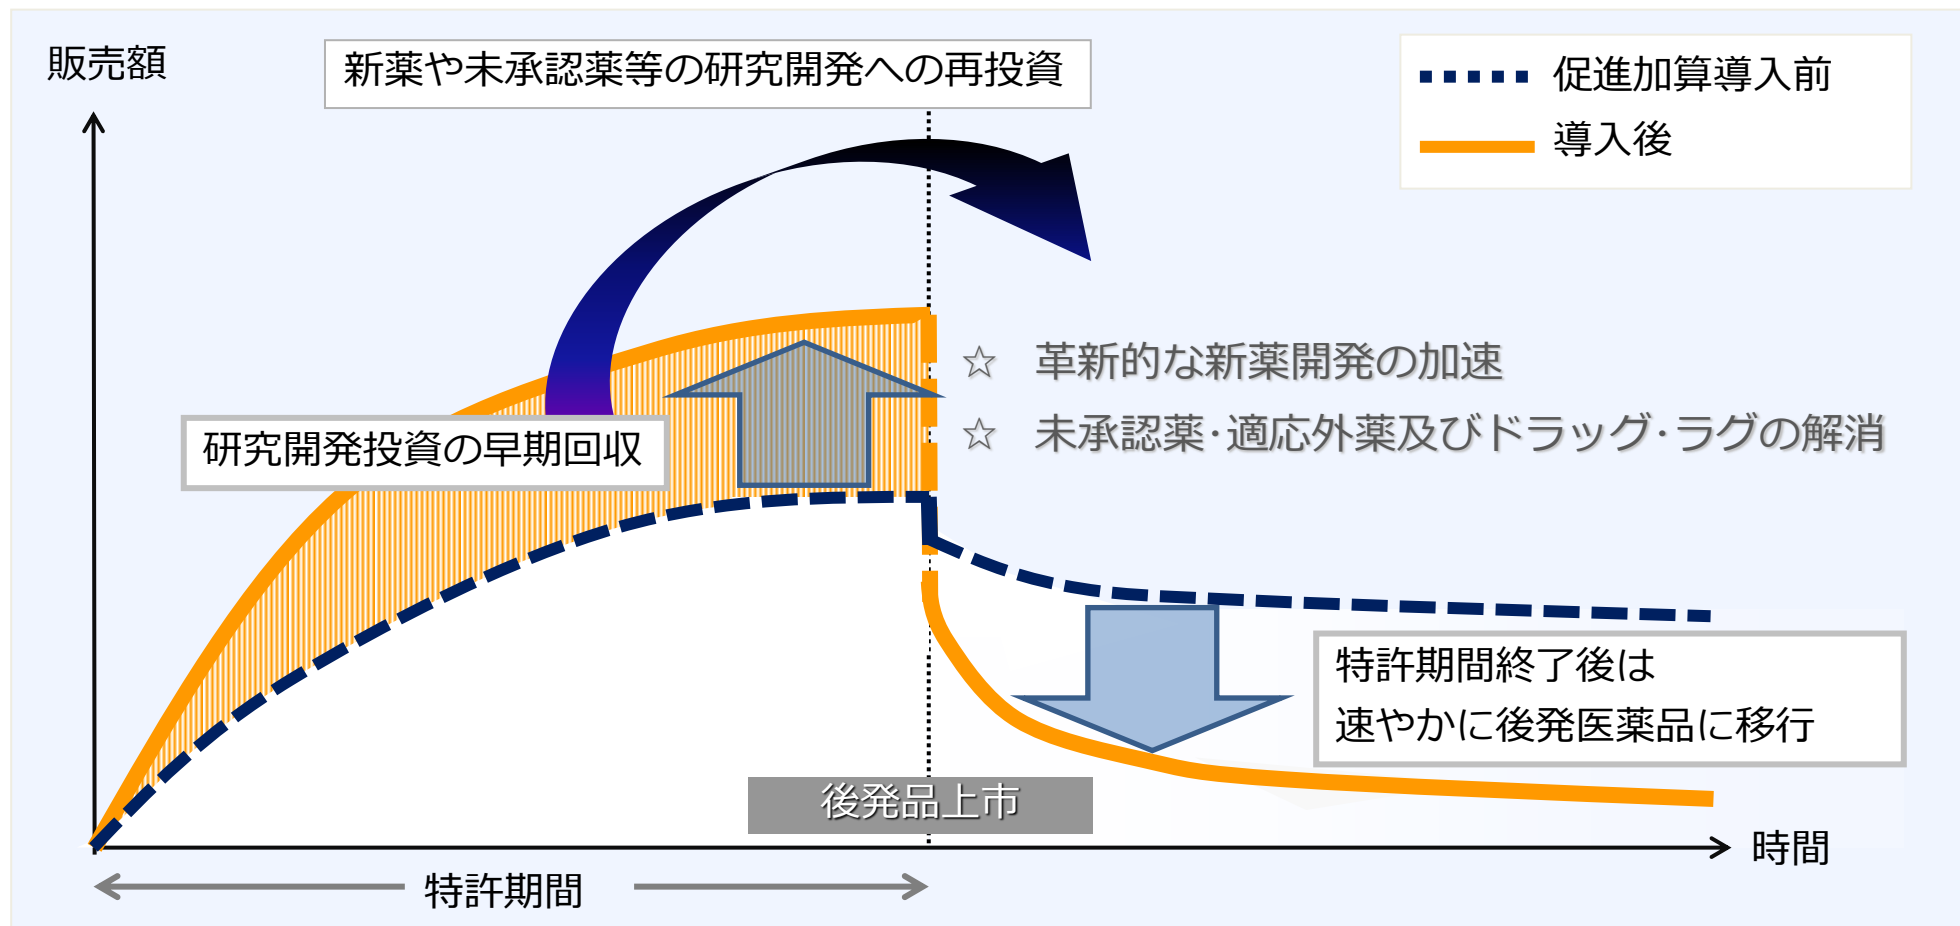 販売額
新薬や未承認薬等の研究開発への再投資
促進加算導入前
導入後
☆ 革新的な新薬開発の加速
☆ 未承認薬・適応外薬及びドラッグ・ラグの解消
研究開発投資の早期回収
特許期間終了後は
速やかに後発医薬品に移行
後発品上市
時間
特許期間